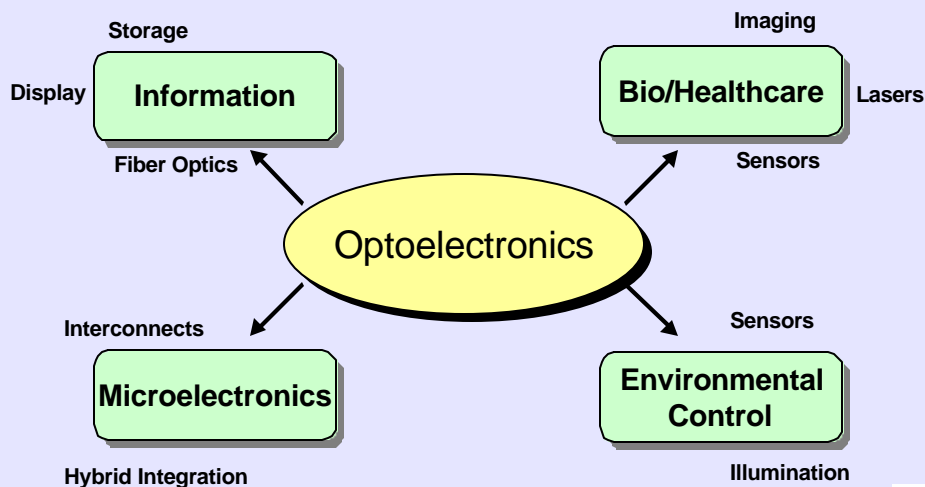 Storage
Display
Information
Fiber Optics
Imaging
Bio/Healthcare
Lasers
Sensors
Optoelectronics
Interconnects
Microelectronics
Hybrid Integration
Sensors
Environmental
Control
Illumination